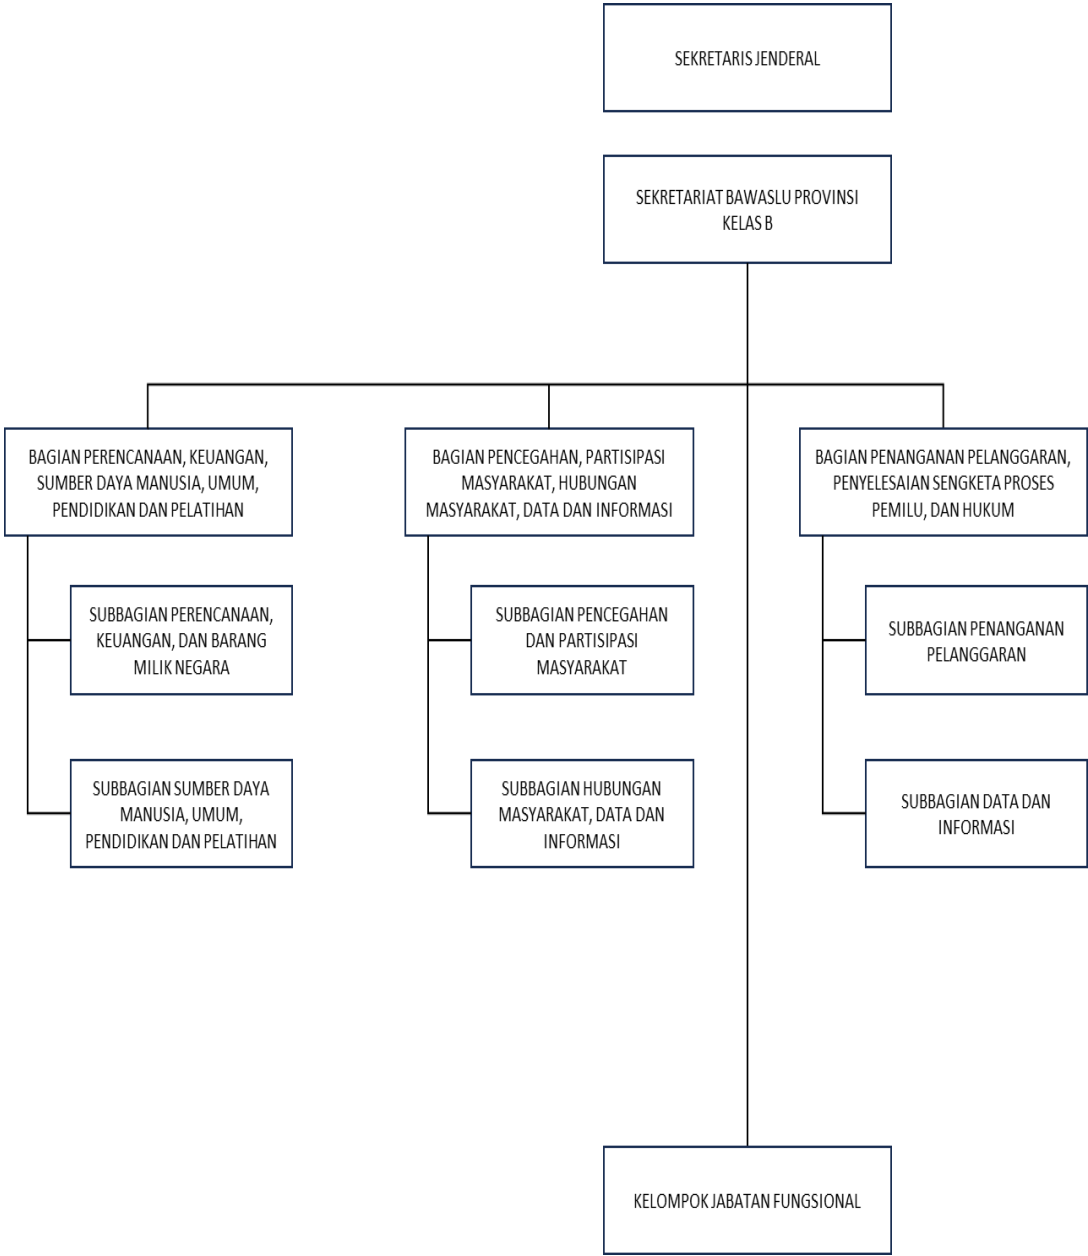 SEKRETARIS JENDERAL
SEKRETARIAT BAWASLU PROVINSI
KELAS B
BAGIAN PERENCANAAN, KEUANGAN,
SUMBER DAYA MANUSIA, UMUM,
PENDIDIKAN DAN PELATIHAN
BAGIAN PENCEGAHAN, PARTISIPASI
MASYARAKAT, HUBUNGAN
MASYARAKAT, DATA DAN INFORMASI
BAGIAN PENANGANAN PELANGGARAN,
PENYELESAIAN SENGKETA PROSES
PEMILU, DAN HUKUM
SUBBAGIAN PERENCANAAN,
KEUANGAN, DAN BARANG
MILIK NEGARA
SUBBAGIAN PENCEGAHAN
DAN PARTISIPASI
MASYARAKAT
SUBBAGIAN PENANGANAN
PELANGGARAN
SUBBAGIAN SUMBER DAYA
MANUSIA, UMUM,
PENDIDIKAN DAN PELATIHAN
SUBBAGIAN HUBUNGAN
MASYARAKAT, DATA DAN
INFORMASI
SUBBAGIAN DATA DAN
INFORMASI
KELOMPOK JABATAN FUNGSIONAL